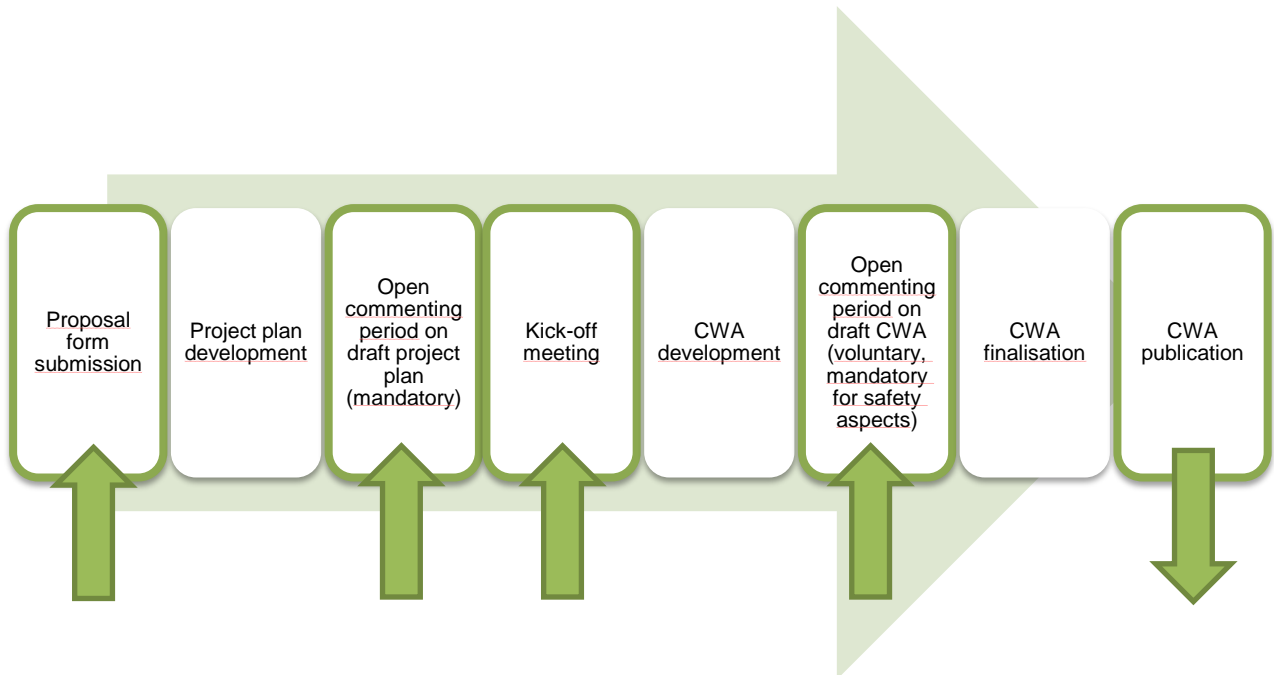 Proposal
form
submission
Project plan
development
Open
commenting
period on
draft project
plan
(mandatory)
Kick-off
meeting
CWA
development
Open
commenting
period on
draft CWA
(voluntary,
mandatory
for safety
aspects)
CWA
finalisation
CWA
publication